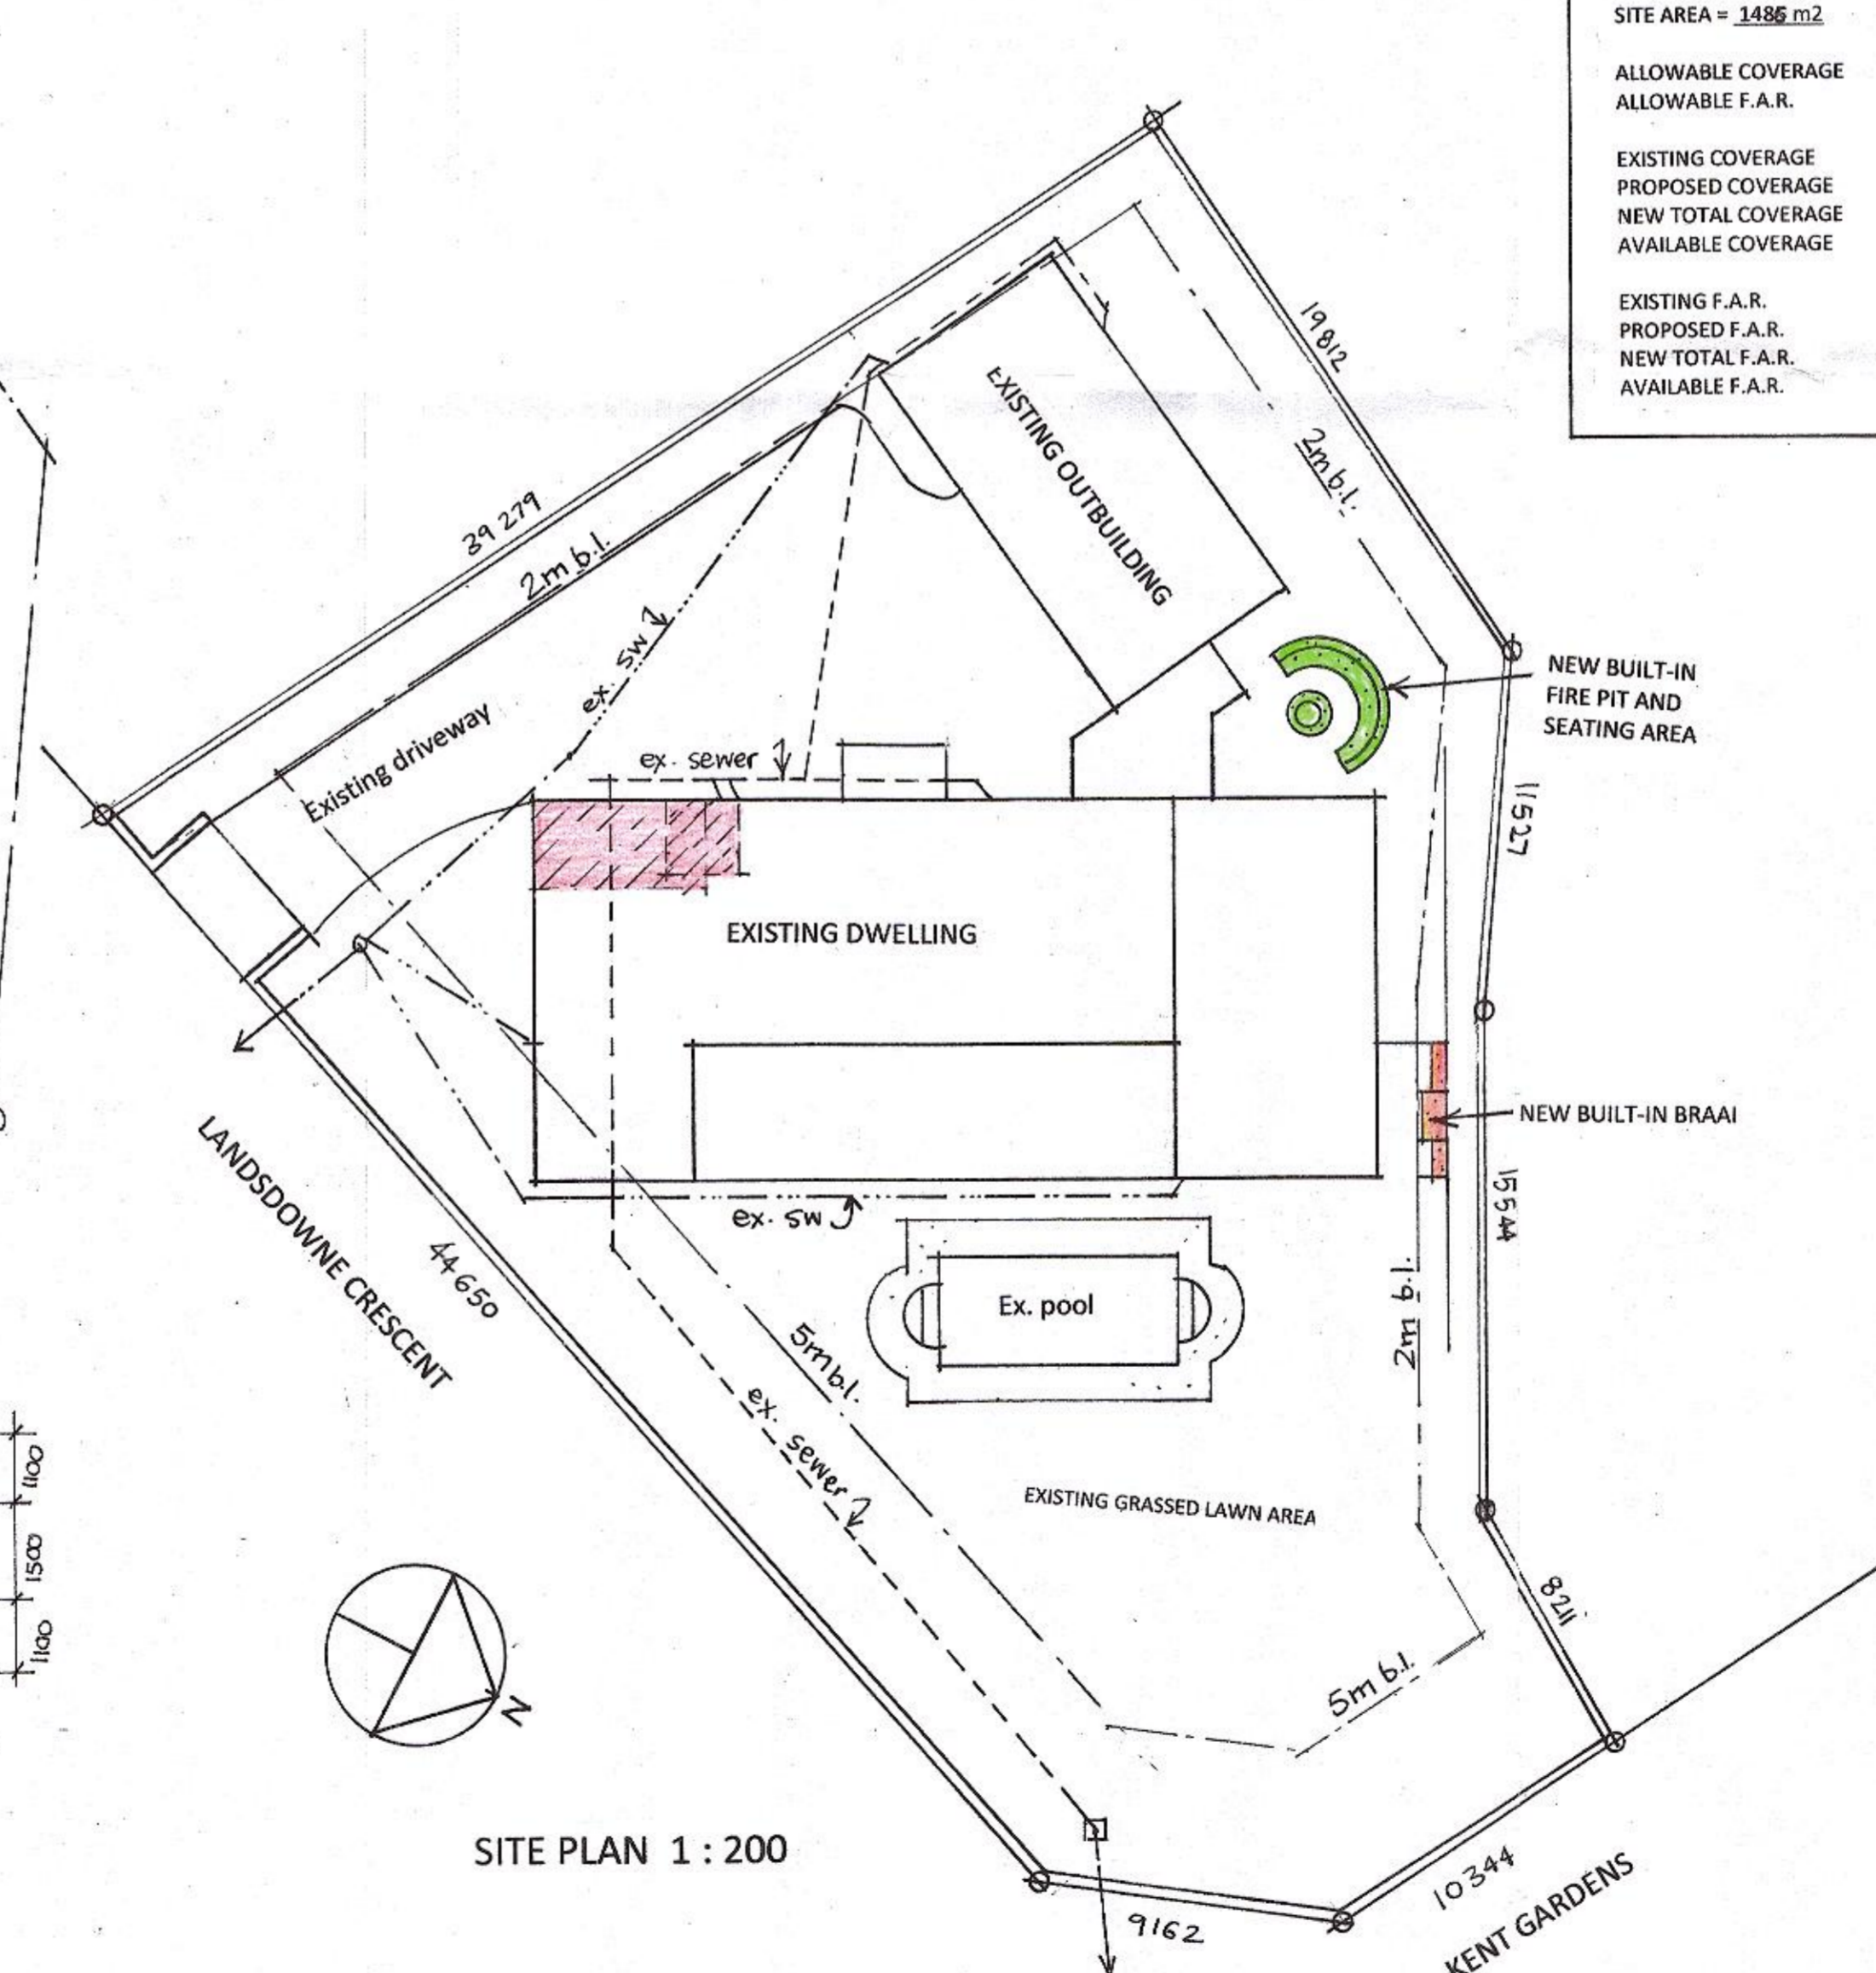 SITE AREA = 1485 m2
ALLOWABLE COVERAGE
ALLOWABLE F.A.R.
EXISTING COVERAGE
PROPOSED COVERAGE
NEW TOTAL COVERAGE
AVAILABLE COVERAGE
EXISTING F.A.R.
PROPOSED F.A.R.
NEW TOTAL F.A.R.
AVAILABLE F.A.R.
19812
EXISTING OUTBUILDING
2m b.l.
39 279
2m b.l.
ex. sw
NEW BUILT-IN
FIRE PIT AND
SEATING AREA
Existing driveway
ex. sewer
11527
EXISTING DWELLING
NEW BUILT-IN BRAAI
LANDSDOWNE CRESCENT
44 650
ex. sw
15544
Ex. pool
2m b.l.
5m b.l.
ex. sewer
EXISTING GRASSED LAWN AREA
1100
1500
1100
8211
5m b.l.
N
SITE PLAN 1 : 200
10344
9162
KENT GARDENS